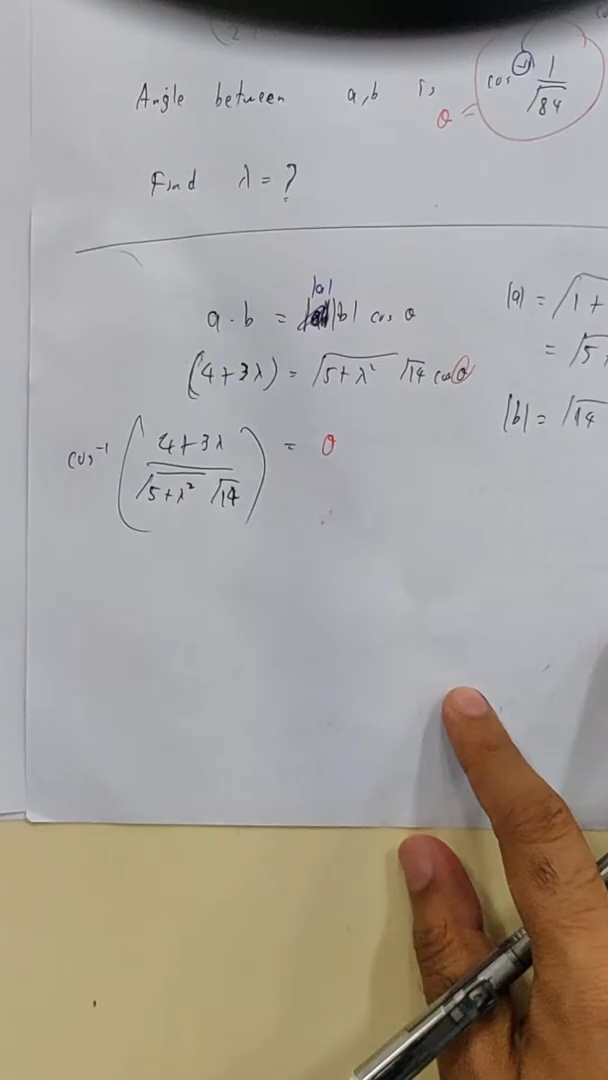 Angle between a,b is θ = cos⁻¹ 1/√84
Find λ = ?
a · b = |a| |b| cos θ
|a| = √1+
(4+3λ) = √5+λ² √14 cos θ
= √5
|b| = √14
cos⁻¹ ( 4+3λ / √5+λ² √14 ) = θ